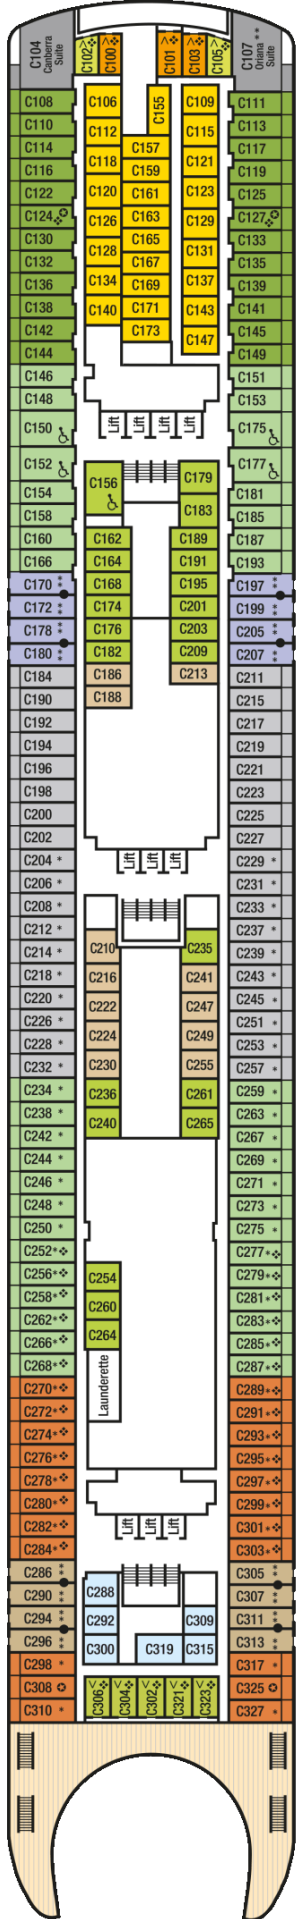 C104 Canberra Suite
C102 C100 C101 C103 C105
C107 ** Oriana Suite
C108 C106 C155 C109 C111
C110 C112 C115 C113
C114 C157 C117
C116 C118 C159 C121 C119
C122 C120 C161 C123 C125
C124 C126 C163 C129 C127
C130 C165 C133
C132 C128 C167 C131 C135
C136 C134 C169 C137 C139
C138 C140 C171 C143 C141
C142 C173 C147 C145
C144 C149
C146 C151
C148 C153
C150 Lift Lift Lift Lift C175
C152 C156 C179 C177
C154 C181
C158 C183 C185
C160 C162 C189 C187
C166 C164 C191 C193
C170 ** C168 C195 C197 **
C172 ** C174 C201 C199 **
C178 ** C176 C203 C205 **
C180 ** C182 C209 C207 **
C184 C186 C213 C211
C190 C188 C215
C192 C217
C194 C219
C196 C221
C198 C223
C200 C225
C202 C227
C204 * Lift Lift Lift C229 *
C206 * C231 *
C208 * C233 *
C212 * C210 C235 C237 *
C214 * C239 *
C218 * C216 C241 C243 *
C220 * C222 C247 C245 *
C226 * C224 C249 C251 *
C228 * C253 *
C232 * C230 C255 C257 *
C234 * C236 C261 C259 *
C238 * C240 C265 C263 *
C242 * C267 *
C244 * C269 *
C246 * C271 *
C248 * C273 *
C250 * C275 *
C252 * C277 *
C256 * C254 C279 *
C258 * C260 C281 *
C262 * C283 *
C266 * C264 C285 *
C268 * C287 *
C270 * Launderette C289 *
C272 * C291 *
C274 * C293 *
C276 * C295 *
C278 * C297 *
C280 * C299 *
C282 * Lift Lift Lift C301 *
C284 * C303 *
C286 ** C288 C305 **
C290 ** C307 **
C294 ** C292 C309 C311 **
C296 ** C300 C319 C315 C313 **
C298 * C317 *
C308 C306 C304 C302 C321 C323 C325
C310 * C327 *